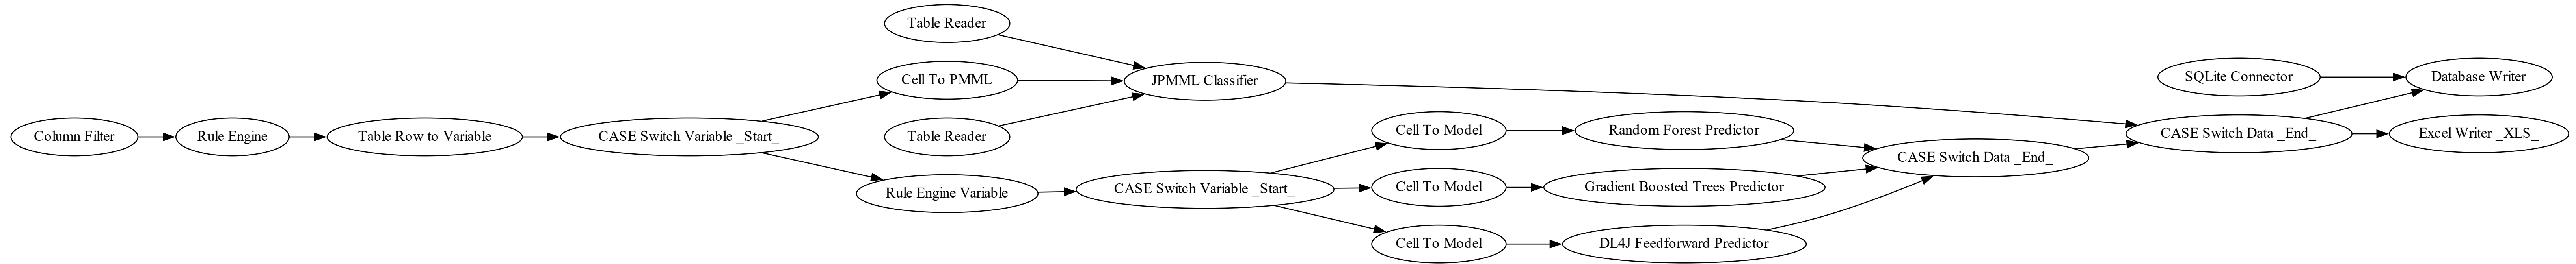 Column Filter
Rule Engine
Table Row to Variable
CASE Switch Variable _Start_
Table Reader
Cell To PMML
Table Reader
Rule Engine Variable
JPMML Classifier
CASE Switch Variable _Start_
Cell To Model
Cell To Model
Cell To Model
Random Forest Predictor
Gradient Boosted Trees Predictor
DL4J Feedforward Predictor
CASE Switch Data _End_
SQLite Connector
CASE Switch Data _End_
Database Writer
Excel Writer _XLS_